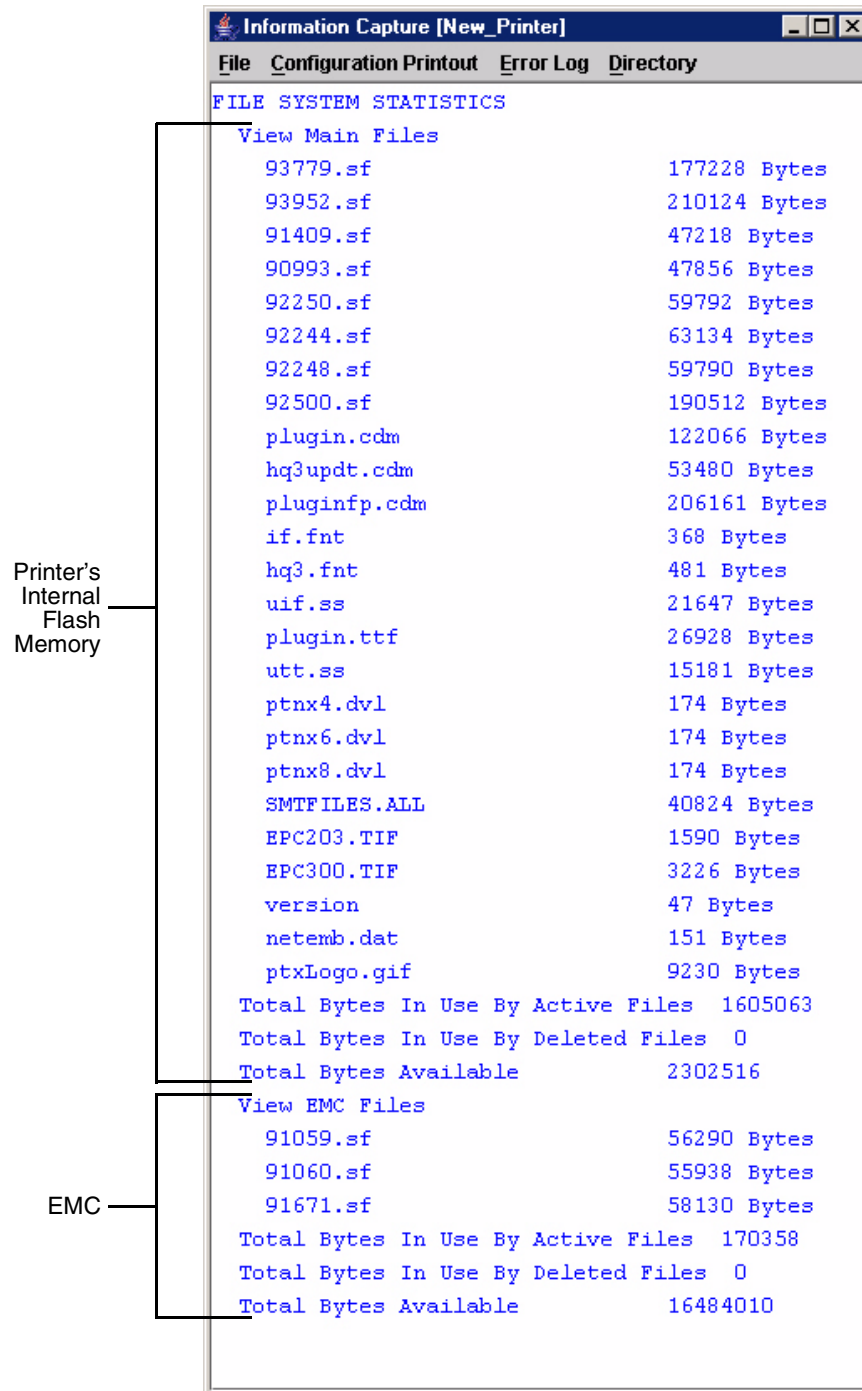 Information Capture [New_Printer]
File Configuration Printout Error Log Directory
FILE SYSTEM STATISTICS
View Main Files
93779.sf 177228 Bytes
93952.sf 210124 Bytes
91409.sf 47218 Bytes
90993.sf 47856 Bytes
92250.sf 59792 Bytes
92244.sf 63134 Bytes
92248.sf 59790 Bytes
92500.sf 190512 Bytes
plugin.cdm 122066 Bytes
hq3updt.cdm 53480 Bytes
pluginfp.cdm 206161 Bytes
if.fnt 368 Bytes
hq3.fnt 481 Bytes
uif.ss 21647 Bytes
plugin.ttf 26928 Bytes
utt.ss 15181 Bytes
ptnx4.dvl 174 Bytes
ptnx6.dvl 174 Bytes
ptnx8.dvl 174 Bytes
SMTFILES.ALL 40824 Bytes
EPC203.TIF 1590 Bytes
EPC300.TIF 3226 Bytes
version 47 Bytes
netemb.dat 151 Bytes
ptxLogo.gif 9230 Bytes
Total Bytes In Use By Active Files 1605063
Total Bytes In Use By Deleted Files 0
Total Bytes Available 2302516
Printer's
Internal
Flash
Memory
View EMC Files
91059.sf 56290 Bytes
91060.sf 55938 Bytes
91671.sf 58130 Bytes
Total Bytes In Use By Active Files 170358
Total Bytes In Use By Deleted Files 0
Total Bytes Available 16484010
EMC